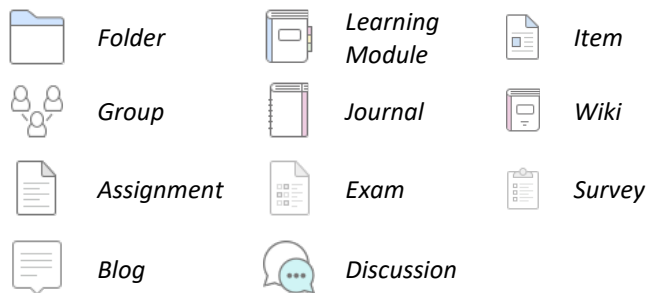 Folder
Learning
Module
Item
Group
Journal
Wiki
Assignment
Exam
Survey
Blog
Discussion